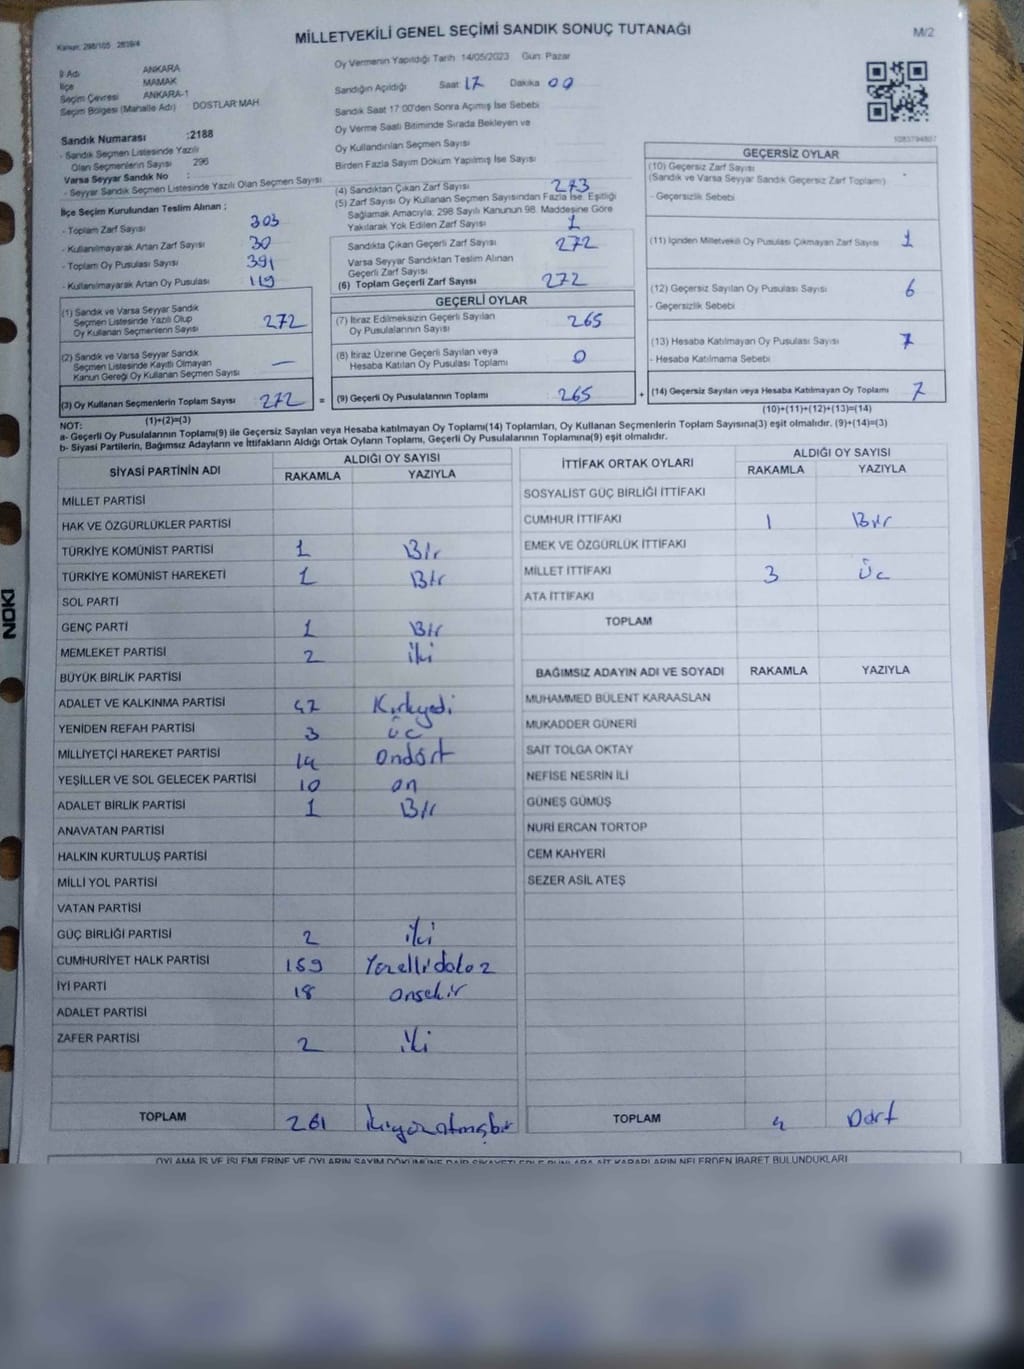 Kanun: 298/105 2839/4
MİLLETVEKİLİ GENEL SEÇİMİ SANDIK SONUÇ TUTANAĞI
M/2
İl Adı ANKARA
İlçe MAMAK
Seçim Çevresi ANKARA-1
Seçim Bölgesi (Mahalle Adı) DOSTLAR MAH.
Sandık Numarası :2188
- Sandık Seçmen Listesinde Yazılı
Olan Seçmenlerin Sayısı 296
Varsa Seyyar Sandık No :
- Seyyar Sandık Seçmen Listesinde Yazılı Olan Seçmen Sayısı
İlçe Seçim Kurulundan Teslim Alınan ;
- Toplam Zarf Sayısı 303
- Kullanılmayarak Artan Zarf Sayısı 30
- Toplam Oy Pusulası Sayısı 391
- Kullanılmayarak Artan Oy Pusulası 119
Oy Vermenin Yapıldığı Tarih 14/05/2023 Gün: Pazar
Sandığın Açıldığı Saat 17 Dakika 00
Sandık Saat 17:00'den Sonra Açılmış İse Sebebi
Oy Verme Saati Bitiminde Sırada Bekleyen ve
Oy Kullandırılan Seçmen Sayısı
Birden Fazla Sayım Döküm Yapılmış İse Sayısı
(4) Sandıktan Çıkan Zarf Sayısı 273
(5) Zarf Sayısı Oy Kullanan Seçmen Sayısından Fazla İse, Eşitliği
Sağlamak Amacıyla; 298 Sayılı Kanunun 98. Maddesine Göre
Yakılarak Yok Edilen Zarf Sayısı 1
Sandıkta Çıkan Geçerli Zarf Sayısı 272
Varsa Seyyar Sandıktan Teslim Alınan
Geçerli Zarf Sayısı
(6) Toplam Geçerli Zarf Sayısı 272
GEÇERSİZ OYLAR
(10) Geçersiz Zarf Sayısı
(Sandık ve Varsa Seyyar Sandık Geçersiz Zarf Toplamı)
- Geçersizlik Sebebi
(11) İçinden Milletvekili Oy Pusulası Çıkmayan Zarf Sayısı 1
(12) Geçersiz Sayılan Oy Pusulası Sayısı 6
- Geçersizlik Sebebi
(13) Hesaba Katılmayan Oy Pusulası Sayısı 7
- Hesaba Katılmama Sebebi
(14) Geçersiz Sayılan veya Hesaba Katılmayan Oy Toplamı 7
(10)+(11)+(12)+(13)=(14)
(1) Sandık ve Varsa Seyyar Sandık
Seçmen Listesinde Yazılı Olup
Oy Kullanan Seçmenlerin Sayısı 272
(2) Sandık ve Varsa Seyyar Sandık
Seçmen Listesinde Kayıtlı Olmayan
Kanun Gereği Oy Kullanan Seçmen Sayısı —
(3) Oy Kullanan Seçmenlerin Toplam Sayısı 272 =
(1)+(2)=(3)
GEÇERLİ OYLAR
(7) İtiraz Edilmeksizin Geçerli Sayılan
Oy Pusulalarının Sayısı 265
(8) İtiraz Üzerine Geçerli Sayılan veya
Hesaba Katılan Oy Pusulası Toplamı 0
(9) Geçerli Oy Pusulalarının Toplamı 265 +
NOT:
a- Geçerli Oy Pusulalarının Toplamı(9) ile Geçersiz Sayılan veya Hesaba katılmayan Oy Toplamı(14) Toplamları, Oy Kullanan Seçmenlerin Toplam Sayısına(3) eşit olmalıdır. (9)+(14)=(3)
b- Siyasi Partilerin, Bağımsız Adayların ve İttifakların Aldığı Ortak Oyların Toplamı, Geçerli Oy Pusulalarının Toplamına(9) eşit olmalıdır.
SİYASİ PARTİNİN ADI ALDIĞI OY SAYISI
RAKAMLA YAZIYLA
MİLLET PARTİSİ
HAK VE ÖZGÜRLÜKLER PARTİSİ
TÜRKİYE KOMÜNİST PARTİSİ 1 Bir
TÜRKİYE KOMÜNİST HAREKETİ 1 Bir
SOL PARTİ
GENÇ PARTİ 1 Bir
MEMLEKET PARTİSİ 2 iki
BÜYÜK BİRLİK PARTİSİ
ADALET VE KALKINMA PARTİSİ 47 Kırkyedi
YENİDEN REFAH PARTİSİ 3 üc
MİLLİYETÇİ HAREKET PARTİSİ 14 ondört
YEŞİLLER VE SOL GELECEK PARTİSİ 10 on
ADALET BİRLİK PARTİSİ 1 Bir
ANAVATAN PARTİSİ
HALKIN KURTULUŞ PARTİSİ
MİLLİ YOL PARTİSİ
VATAN PARTİSİ
GÜÇ BİRLİĞİ PARTİSİ 2 iki
CUMHURİYET HALK PARTİSİ 159 Yüzellidokuz
İYİ PARTİ 18 onsekiz
ADALET PARTİSİ
ZAFER PARTİSİ 2 iki
TOPLAM 261 ikiyüzatmışbir
İTTİFAK ORTAK OYLARI ALDIĞI OY SAYISI
RAKAMLA YAZIYLA
SOSYALİST GÜÇ BİRLİĞİ İTTİFAKI
CUMHUR İTTİFAKI 1 Bir
EMEK VE ÖZGÜRLÜK İTTİFAKI
MİLLET İTTİFAKI 3 Üc
ATA İTTİFAKI
TOPLAM
BAĞIMSIZ ADAYIN ADI VE SOYADI RAKAMLA YAZIYLA
MUHAMMED BÜLENT KARAASLAN
MUKADDER GÜNERİ
SAİT TOLGA OKTAY
NEFİSE NESRİN İLİ
GÜNEŞ GÜMÜŞ
NURİ ERCAN TORTOP
CEM KAHYERİ
SEZER ASİL ATEŞ
TOPLAM 4 Dört
NOKI